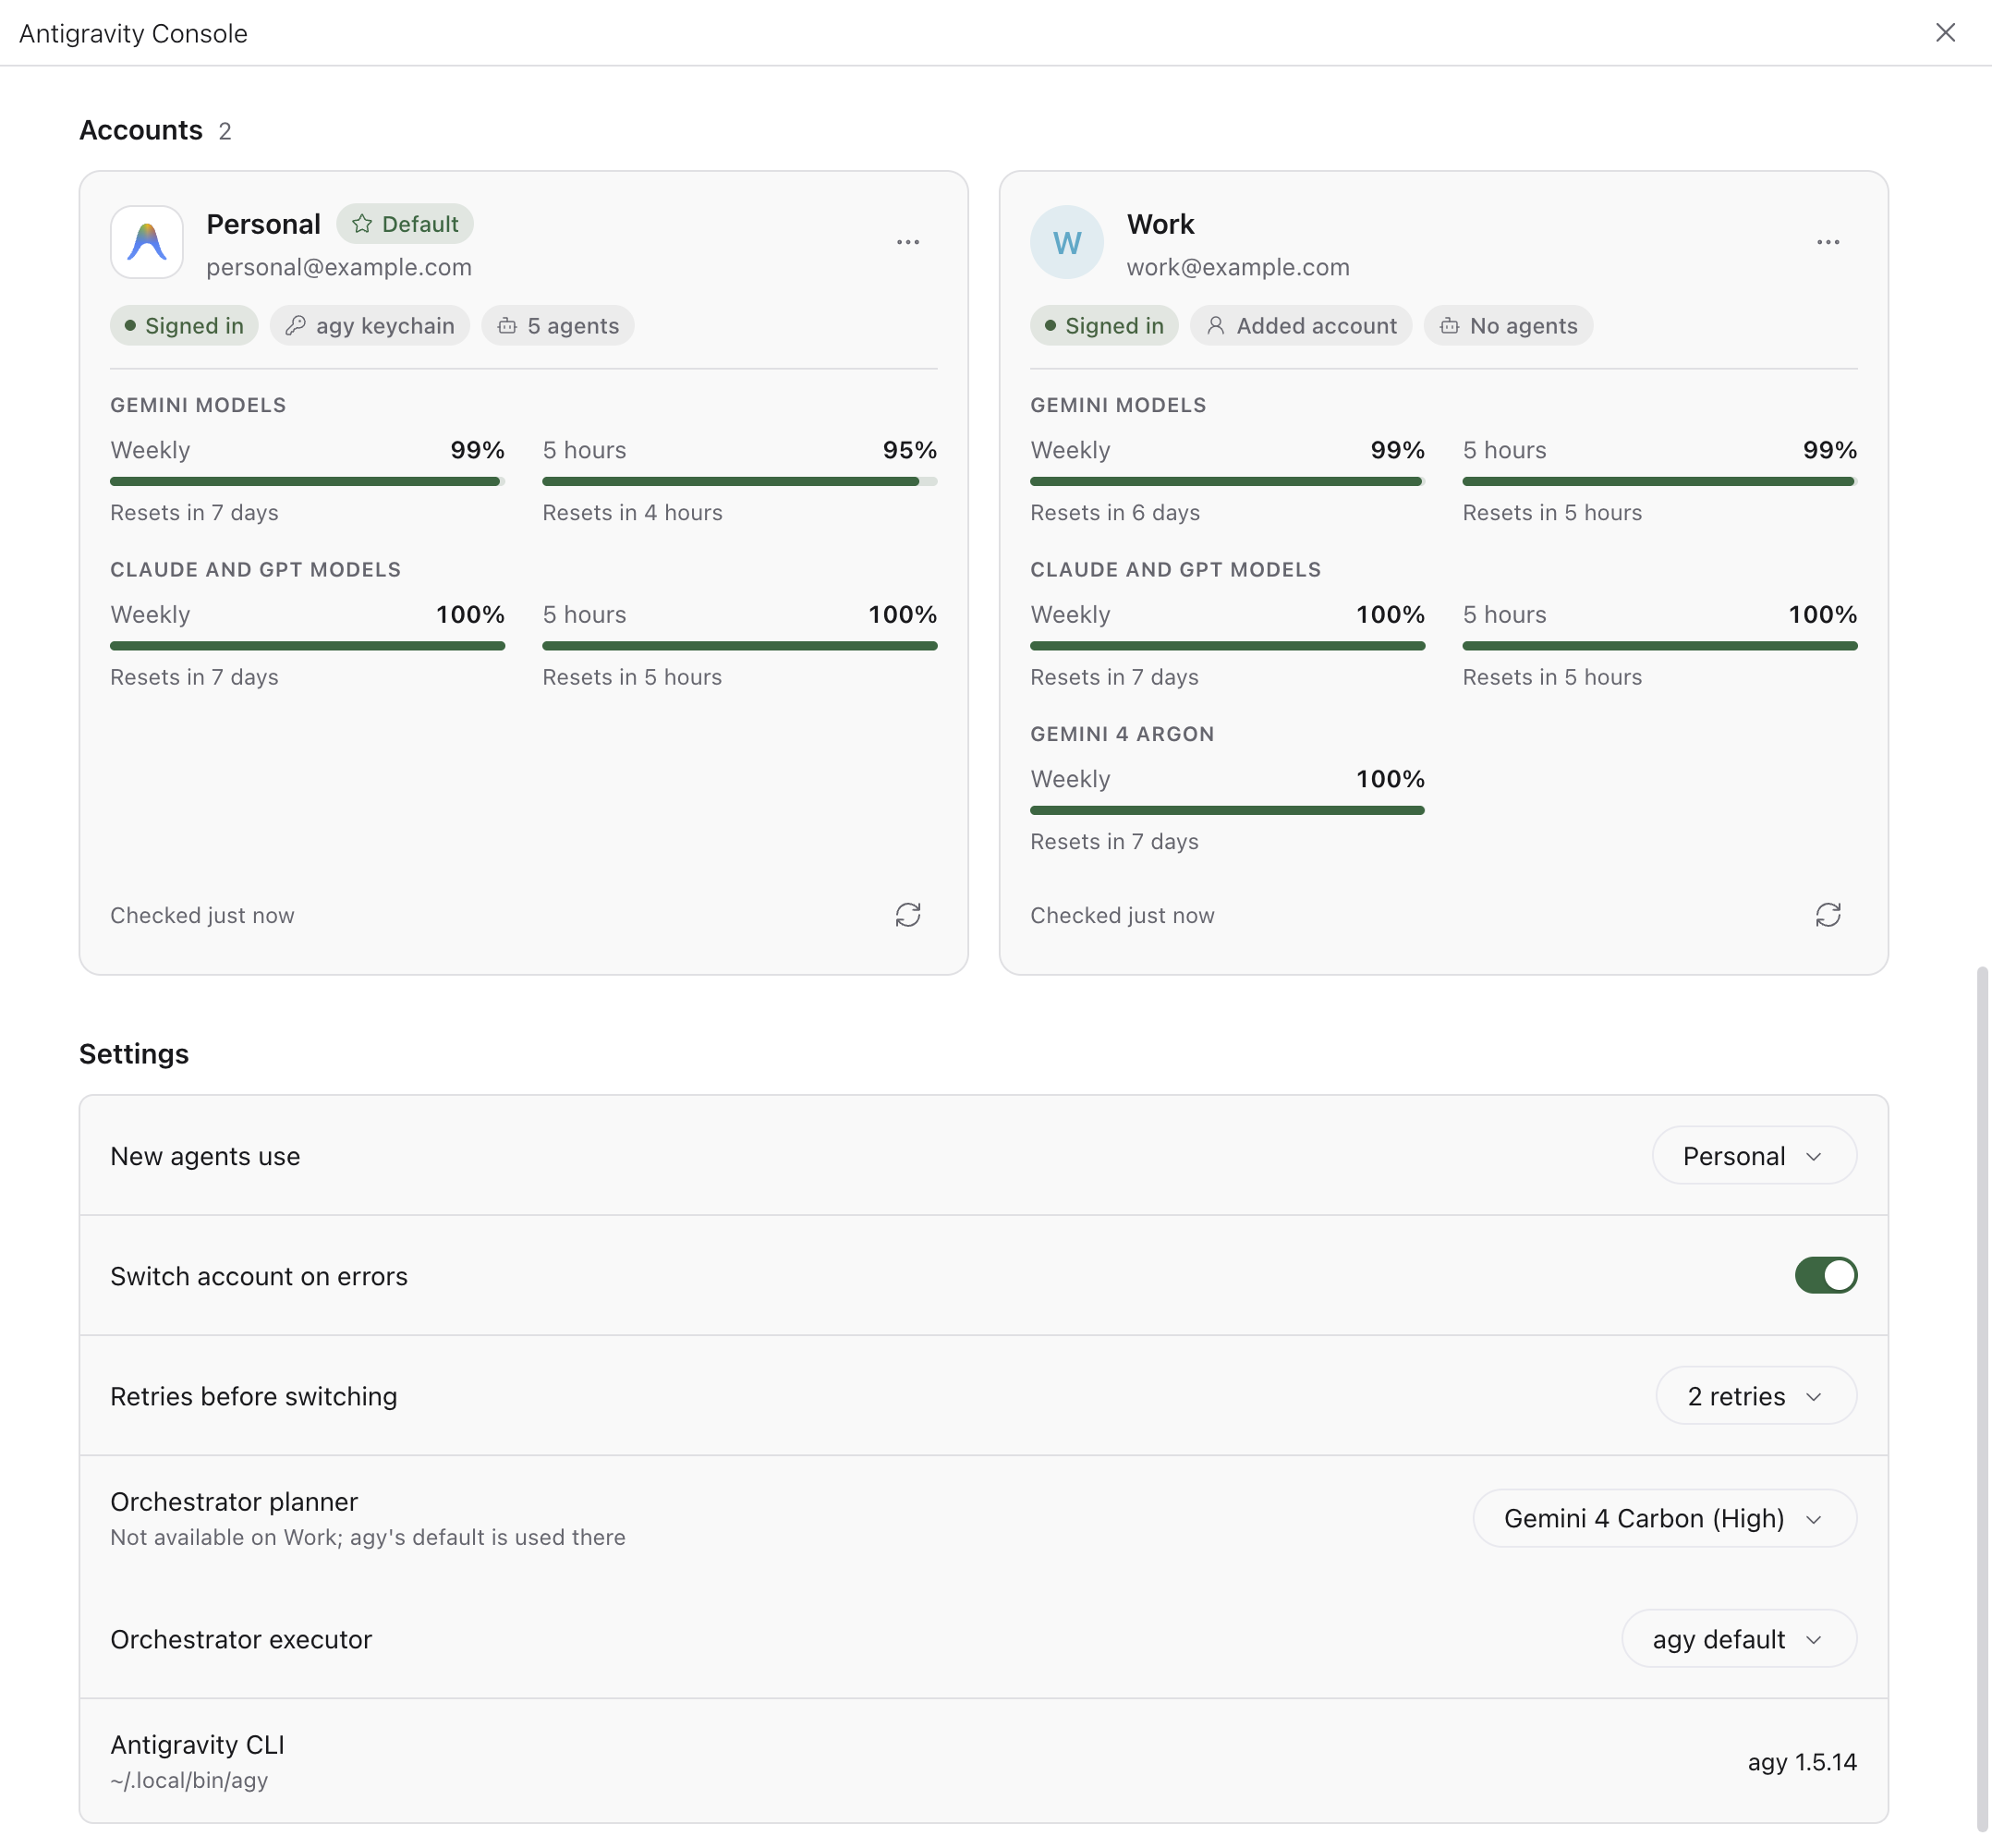 Antigravity Console
Accounts 2
Personal
Default
personal@example.com
Signed in
agy keychain
5 agents
GEMINI MODELS
Weekly 99%
Resets in 7 days
5 hours 95%
Resets in 4 hours
CLAUDE AND GPT MODELS
Weekly 100%
Resets in 7 days
5 hours 100%
Resets in 5 hours
Checked just now
W
Work
work@example.com
Signed in
Added account
No agents
GEMINI MODELS
Weekly 99%
Resets in 6 days
5 hours 99%
Resets in 5 hours
CLAUDE AND GPT MODELS
Weekly 100%
Resets in 7 days
5 hours 100%
Resets in 5 hours
GEMINI 4 ARGON
Weekly 100%
Resets in 7 days
Checked just now
Settings
New agents use Personal
Switch account on errors
Retries before switching 2 retries
Orchestrator planner
Not available on Work; agy's default is used there
Gemini 4 Carbon (High)
Orchestrator executor agy default
Antigravity CLI
~/.local/bin/agy
agy 1.5.14